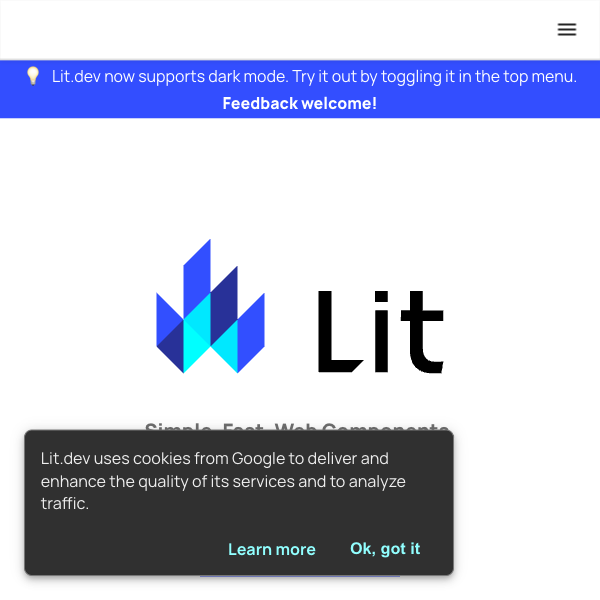 Lit.dev now supports dark mode. Try it out by toggling it in the top menu.
Feedback welcome!
Lit
Simple. Fast. Web Components.
Lit.dev uses cookies from Google to deliver and
enhance the quality of its services and to analyze
traffic.
Learn more
Ok, got it